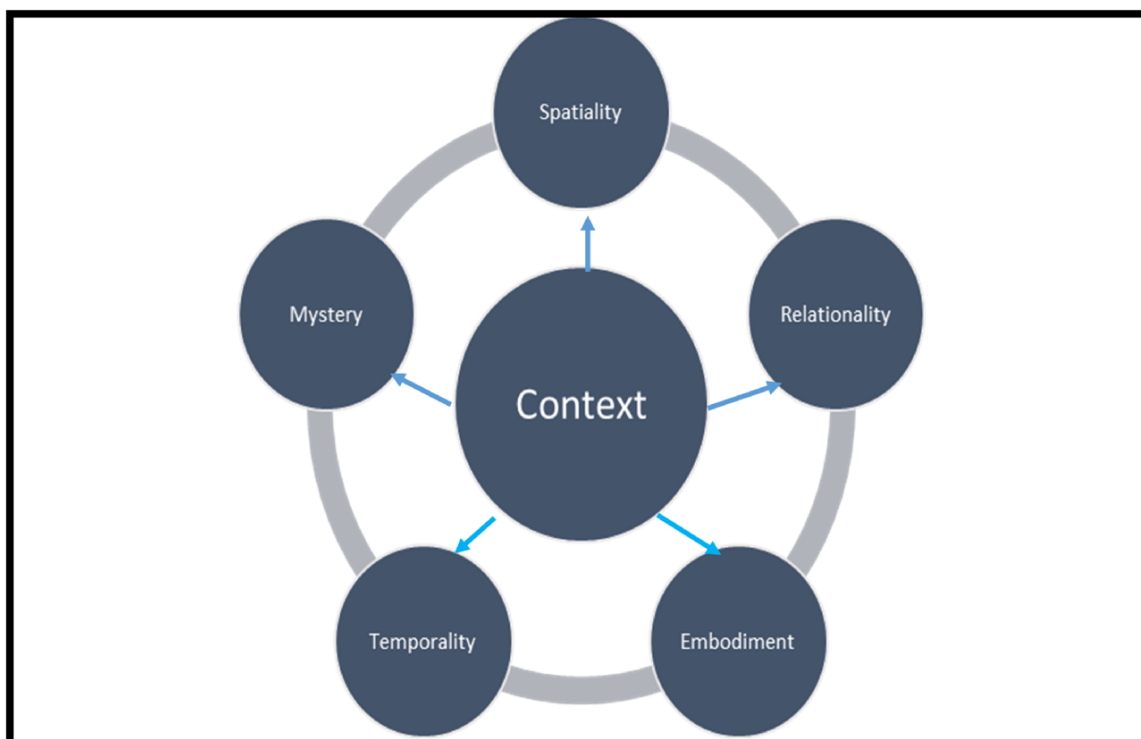 Spatiality
Mystery
Relationality
Context
Temporality
Embodiment